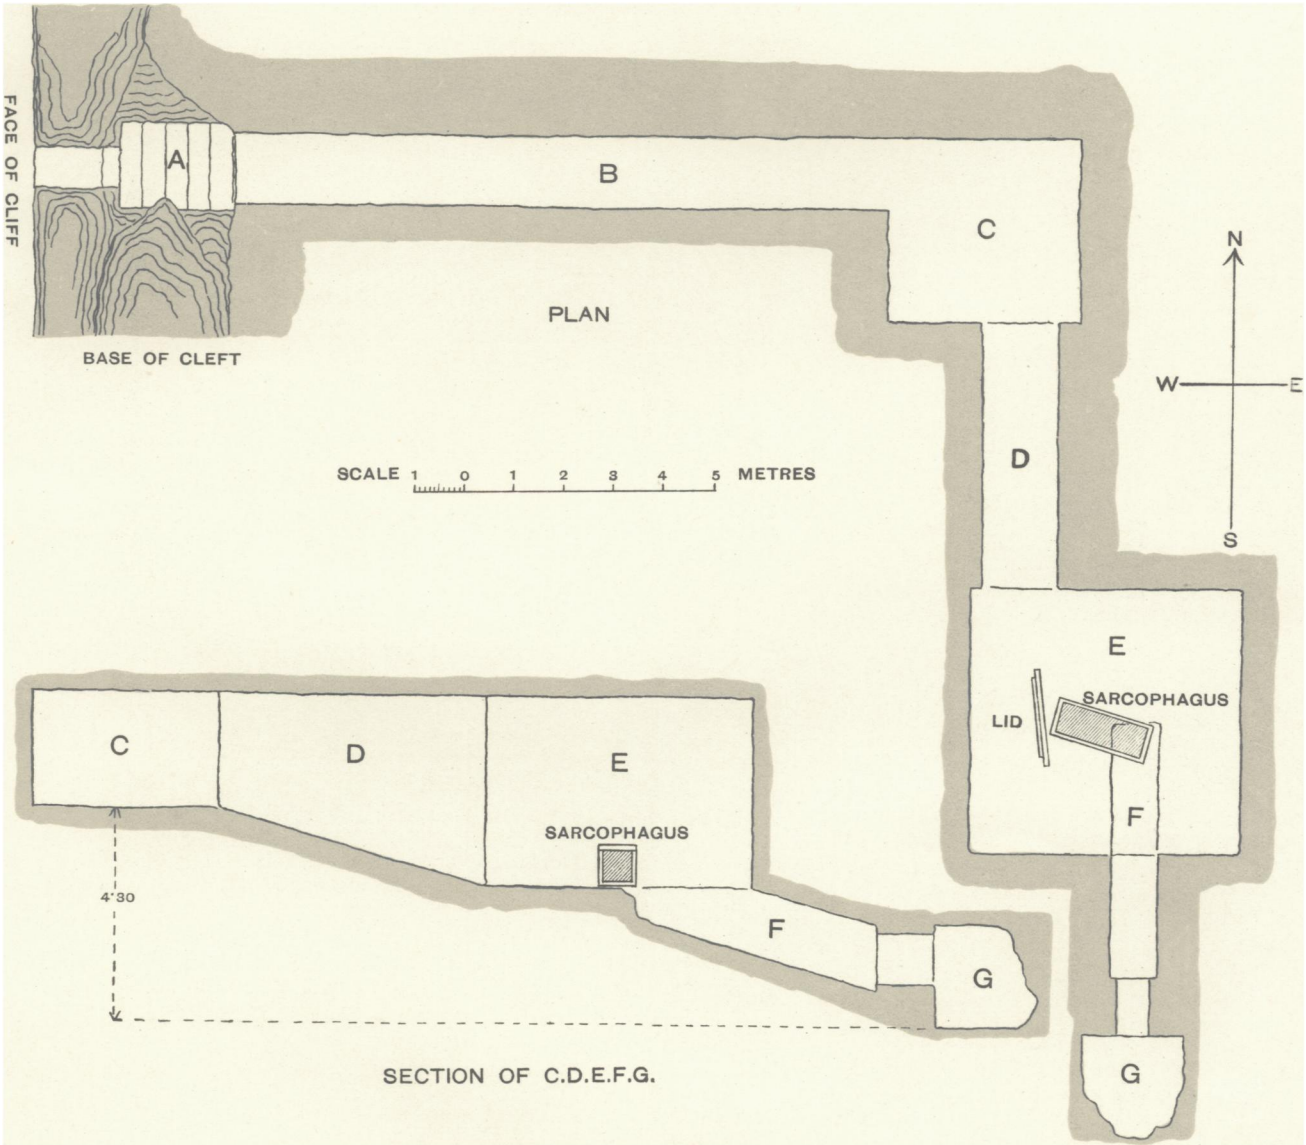 FACE OF CLIFF
A
B
C
N
W
E
S
PLAN
BASE OF CLEFT
D
SCALE 1 0 1 2 3 4 5 METRES
E
SARCOPHAGUS
LID
F
G
C
D
E
SARCOPHAGUS
4·30
F
G
SECTION OF C.D.E.F.G.